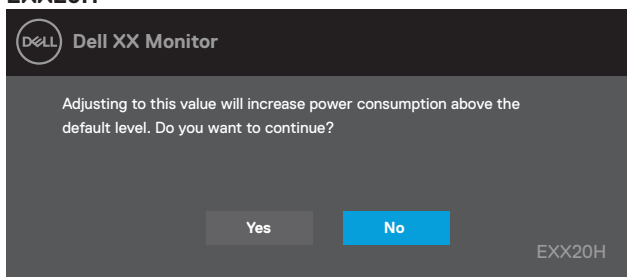 EXX20H
DELL Dell XX Monitor
Adjusting to this value will increase power consumption above the
default level. Do you want to continue?
Yes No
EXX20H